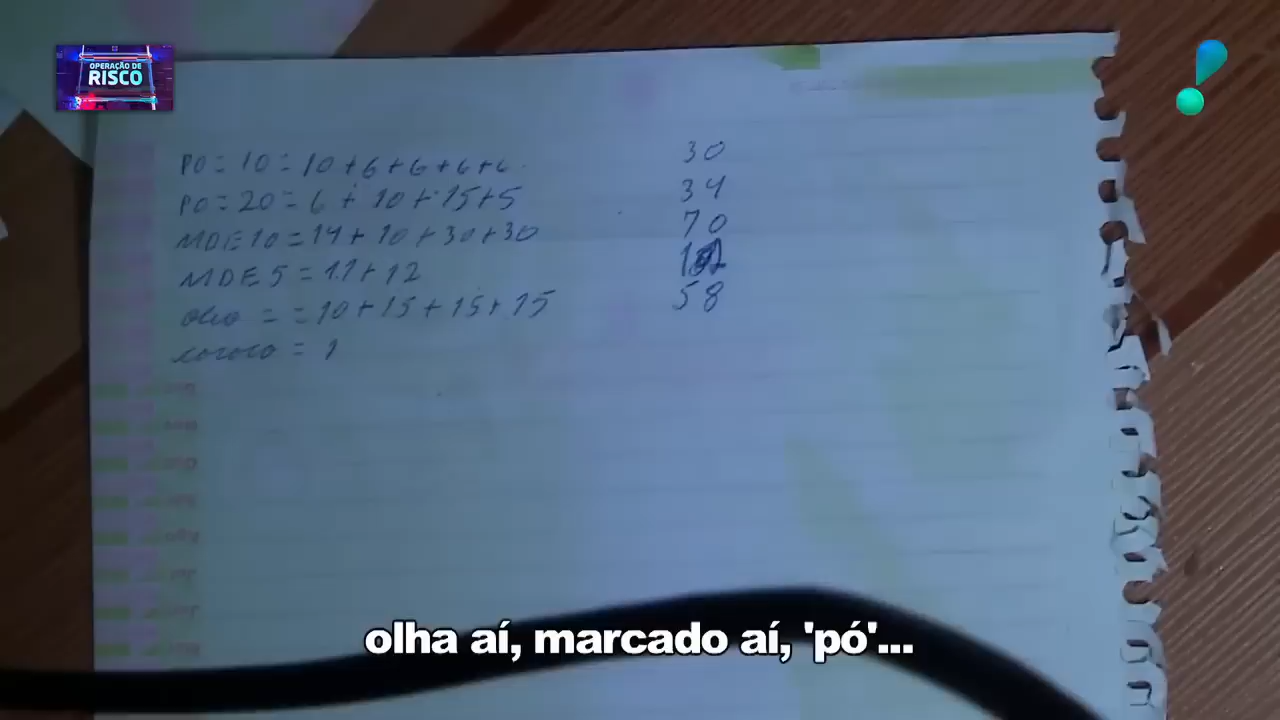 OPERAÇÃO DE
RISCO
PO = 10 = 10 + 6 + 6 + 6 + 6 30
PO = 20 = 6 + 10 + 15 + 5 34
MDE 10 = 14 + 10 + 30 + 30 70
MDE 5 = 11 + 12
oleo = = 10 + 15 + 15 + 15 58
= 1
olha aí, marcado aí, 'pó'...